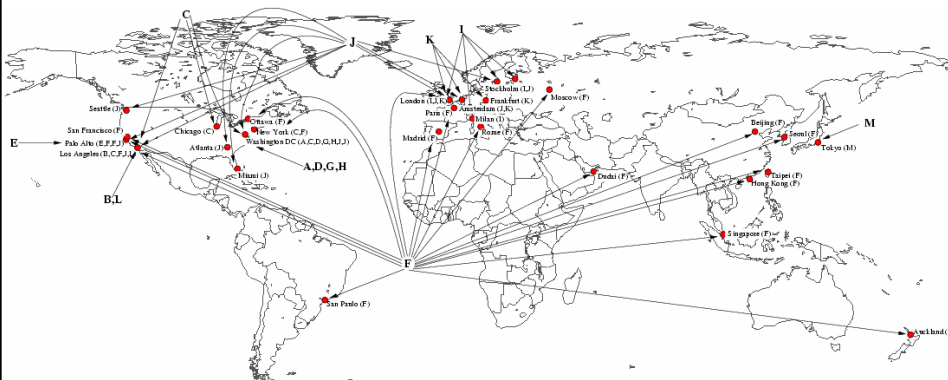 C
J
I
K
Stockholm (I,J)
London (I,J,K)
Frankfurt (K)
Moscow (F)
Amsterdam (J,K)
Paris (F)
Seattle (J)
Ottawa (F)
Milan (I)
Chicago (C)
New York (C,F)
Rome (F)
San Francisco (F)
Madrid (F)
Beijing (F)
Seoul (F)
M
E
Palo Alto (E,F,F,J)
Washington DC (A,C,D,G,H,I,J)
Tokyo (M)
Los Angeles (B,C,F,J,L)
Atlanta (J)
A,D,G,H
Miami (J)
Dubai (F)
Taipei (F)
Hong Kong (F)
B,L
Singapore (F)
F
San Paulo (F)
Auckland (